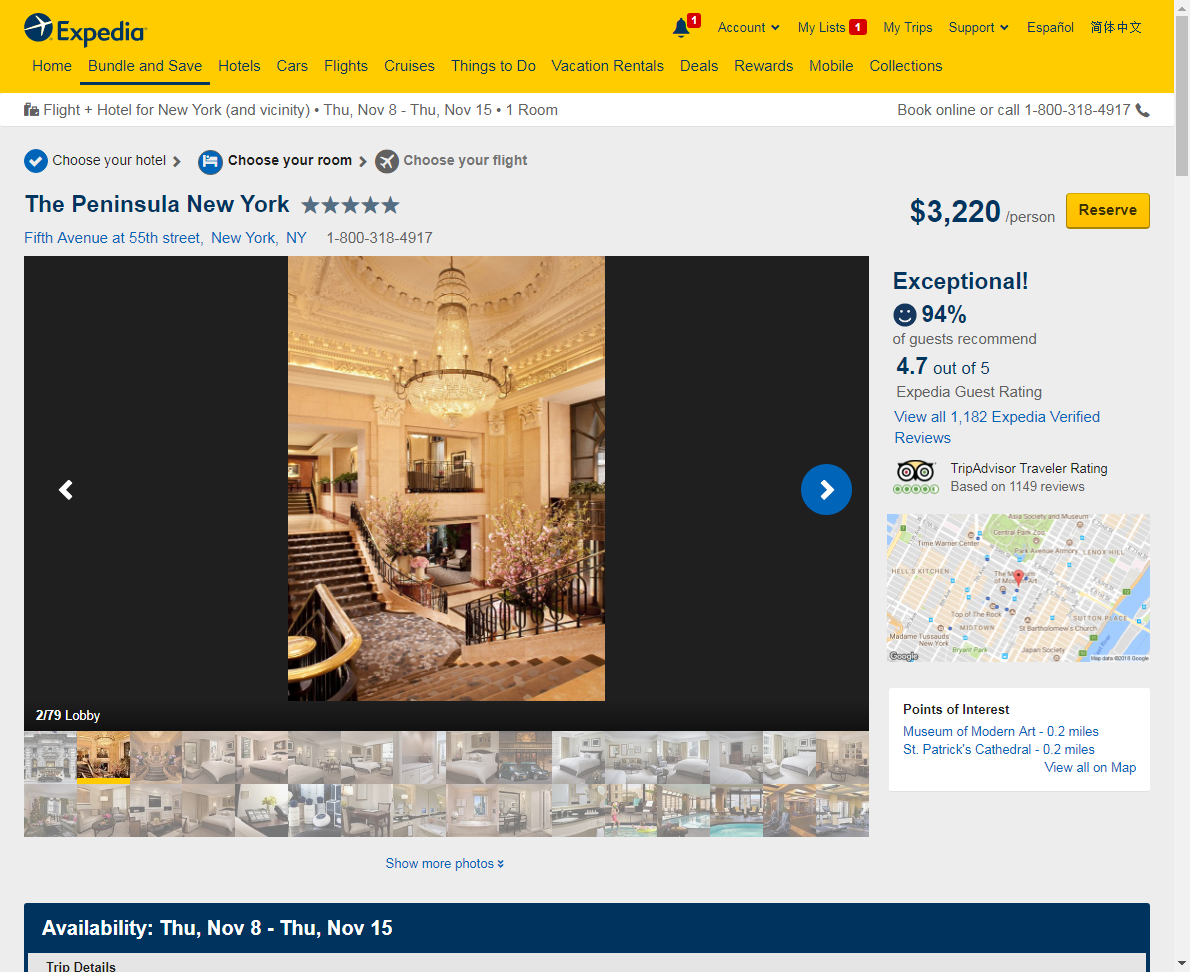 Expedia
1
Account
My Lists 1
My Trips
Support
Español
简体中文
Home
Bundle and Save
Hotels
Cars
Flights
Cruises
Things to Do
Vacation Rentals
Deals
Rewards
Mobile
Collections
Flight + Hotel for New York (and vicinity) • Thu, Nov 8 - Thu, Nov 15 • 1 Room
Book online or call 1-800-318-4917
Choose your hotel
Choose your room
Choose your flight
The Peninsula New York
$3,220 /person
Reserve
Fifth Avenue at 55th street, New York, NY 1-800-318-4917
Exceptional!
94%
of guests recommend
4.7 out of 5
Expedia Guest Rating
View all 1,182 Expedia Verified
Reviews
TripAdvisor Traveler Rating
Based on 1149 reviews
Asia Society and Museum
Central Park Zoo
Time Warner Center
Park Avenue Armory
LENOX HILL
HELL'S KITCHEN
The Museum
of Modern Art
Top of The Rock
SUTTON PLACE
MIDTOWN
St Bartholomew's Church
Madame Tussauds
New York
Bryant Park
Japan Society
Google
Map data ©2018 Google
2/79 Lobby
Points of Interest
Museum of Modern Art - 0.2 miles
St. Patrick's Cathedral - 0.2 miles
View all on Map
Show more photos
Availability: Thu, Nov 8 - Thu, Nov 15
Trip Details